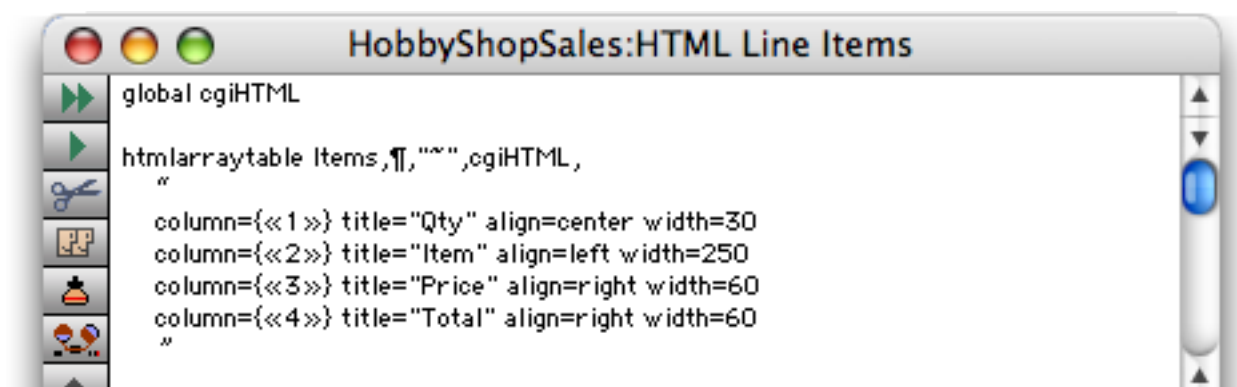 HobbyShopSales:HTML Line Items
global cgiHTML
htmlarraytable Items,¶,"~",cgiHTML,
“
column={«1»} title="Qty" align=center width=30
column={«2»} title="Item" align=left width=250
column={«3»} title="Price" align=right width=60
column={«4»} title="Total" align=right width=60
”